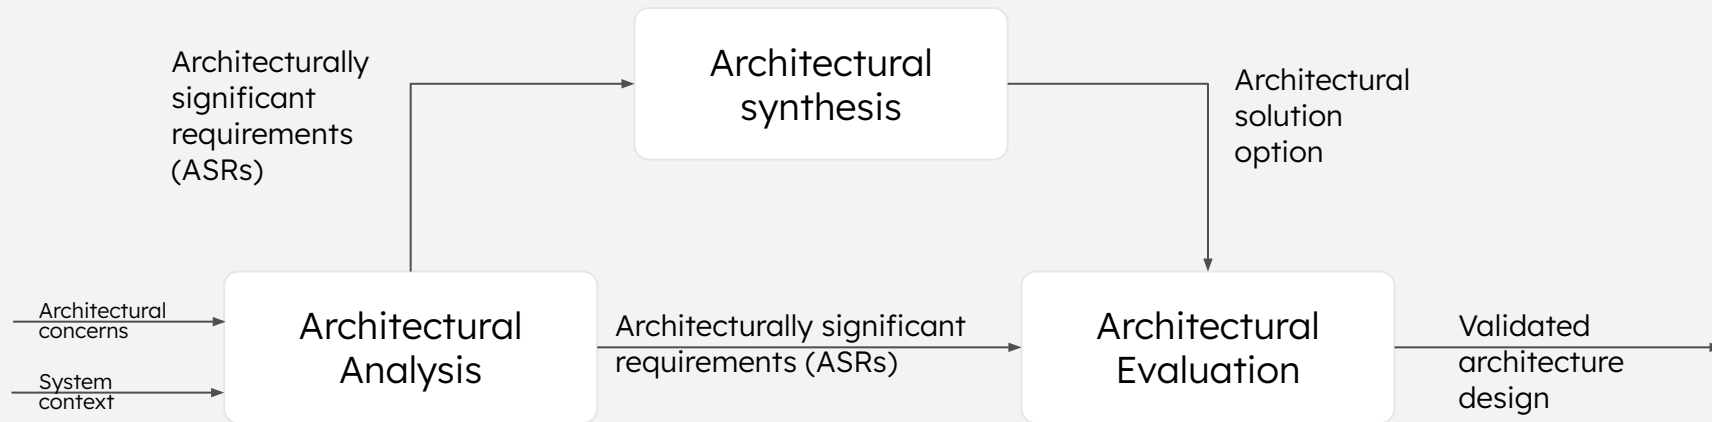 Architecturally
significant
requirements
(ASRs)
Architectural
synthesis
Architectural
solution
option
Architectural
concerns
System
context
Architectural
Analysis
Architecturally significant
requirements (ASRs)
Architectural
Evaluation
Validated
architecture
design